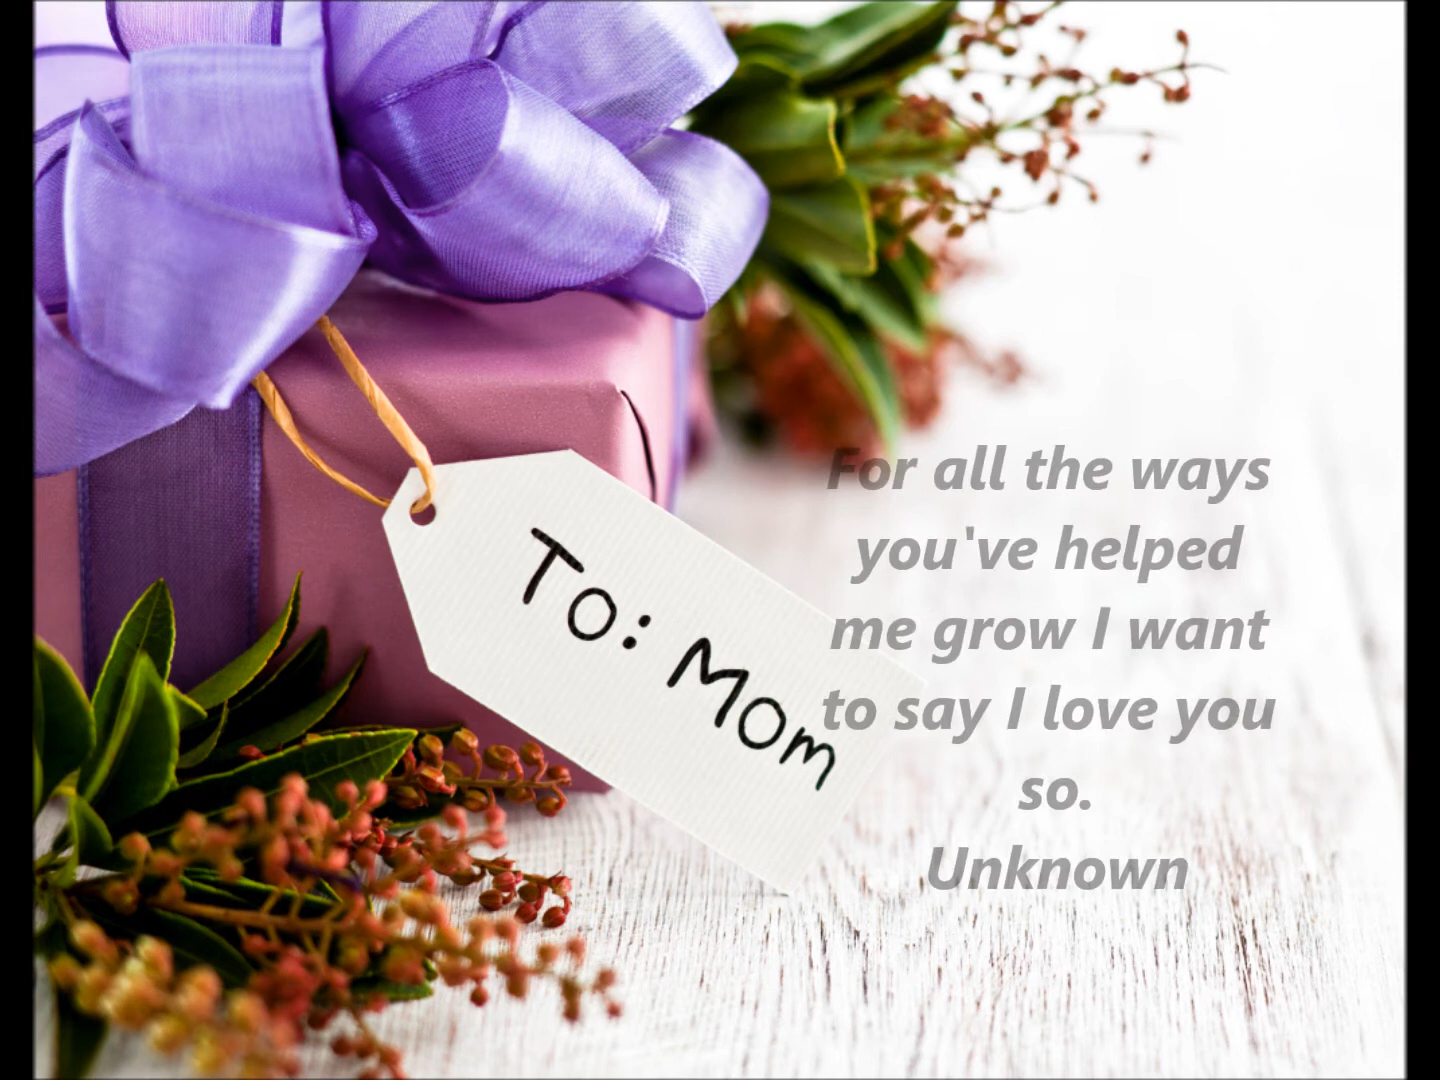 To: Mom
For all the ways
you've helped
me grow I want
to say I love you
so.
Unknown